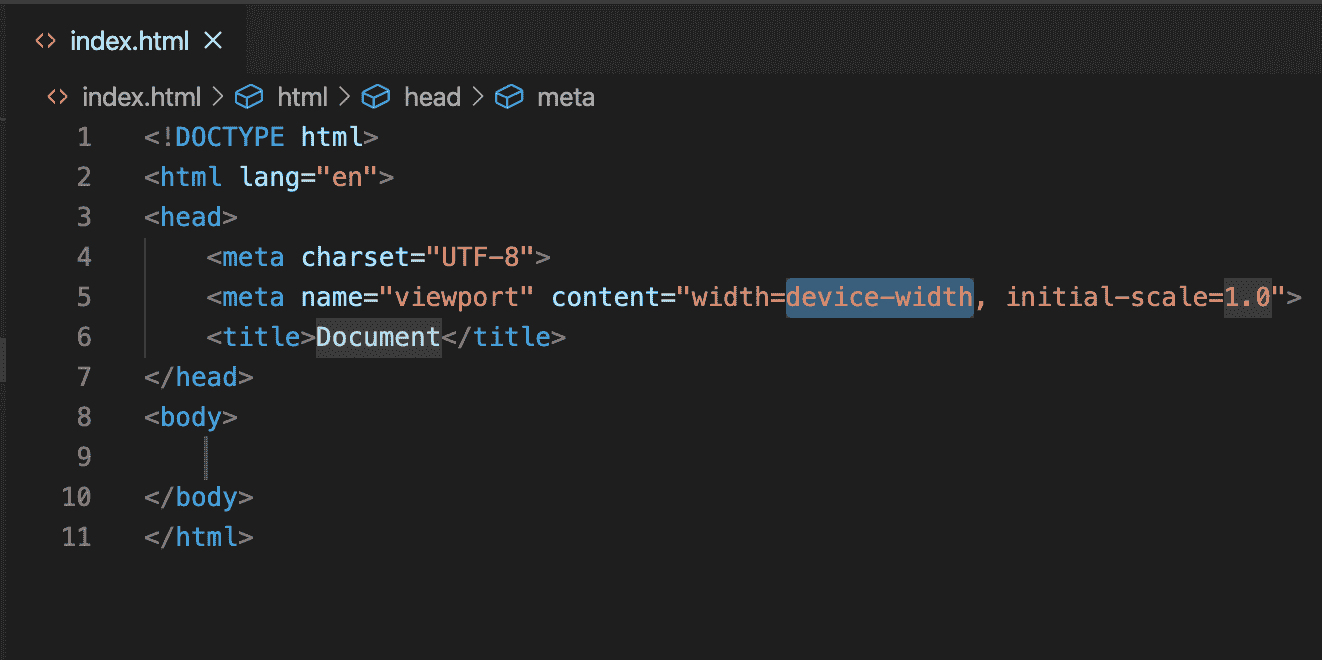 index.html
index.html > html > head > meta
1 <!DOCTYPE html>
2 <html lang="en">
3 <head>
4     <meta charset="UTF-8">
5     <meta name="viewport" content="width=device-width, initial-scale=1.0">
6     <title>Document</title>
7 </head>
8 <body>
9
10 </body>
11 </html>